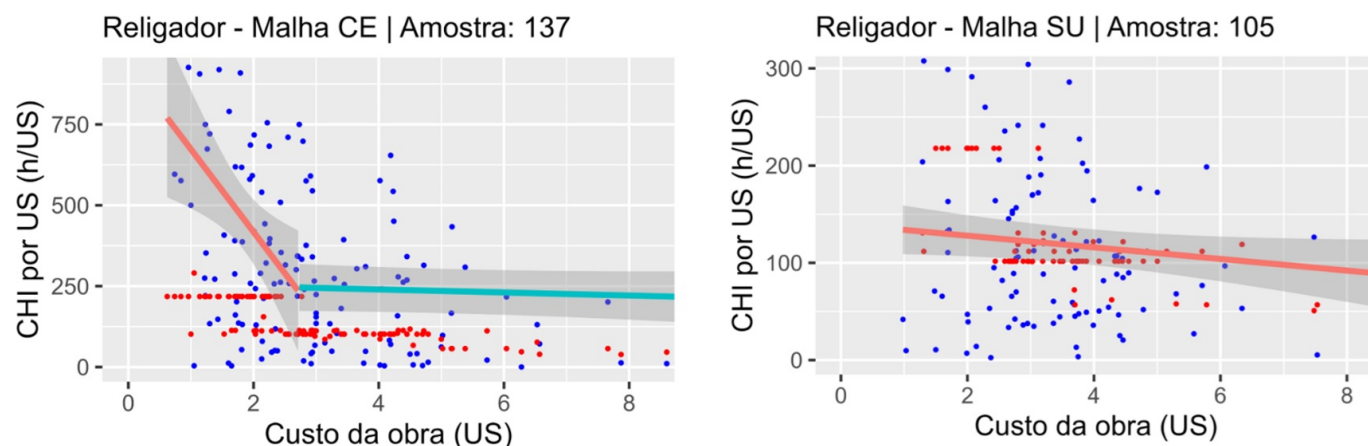 Religador - Malha CE | Amostra: 137
CHI por US (h/US)
750
500
250
0
0 2 4 6 8
Custo da obra (US)
Religador - Malha SU | Amostra: 105
CHI por US (h/US)
300
200
100
0
0 2 4 6 8
Custo da obra (US)